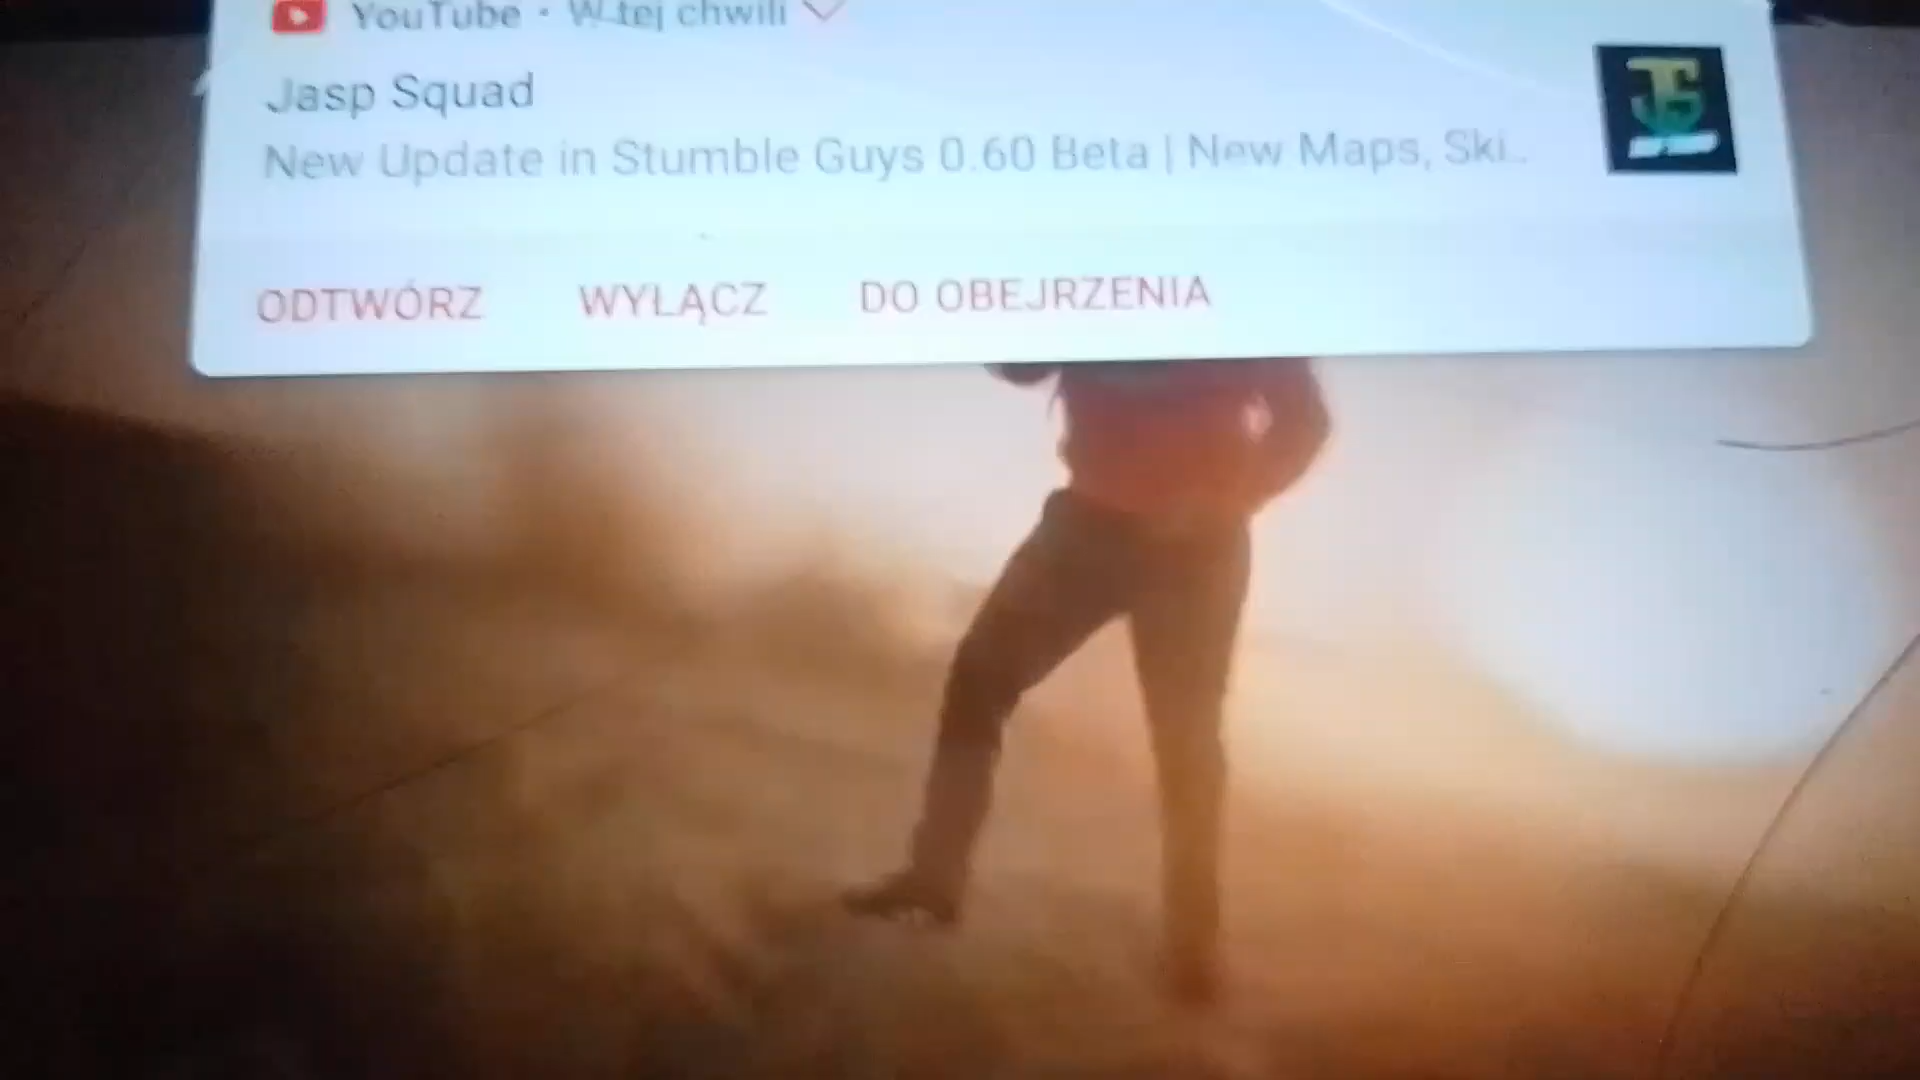 YouTube • W tej chwili
Jasp Squad
New Update in Stumble Guys 0.60 Beta | New Maps, Ski...
ODTWÓRZ WYŁĄCZ DO OBEJRZENIA
JS